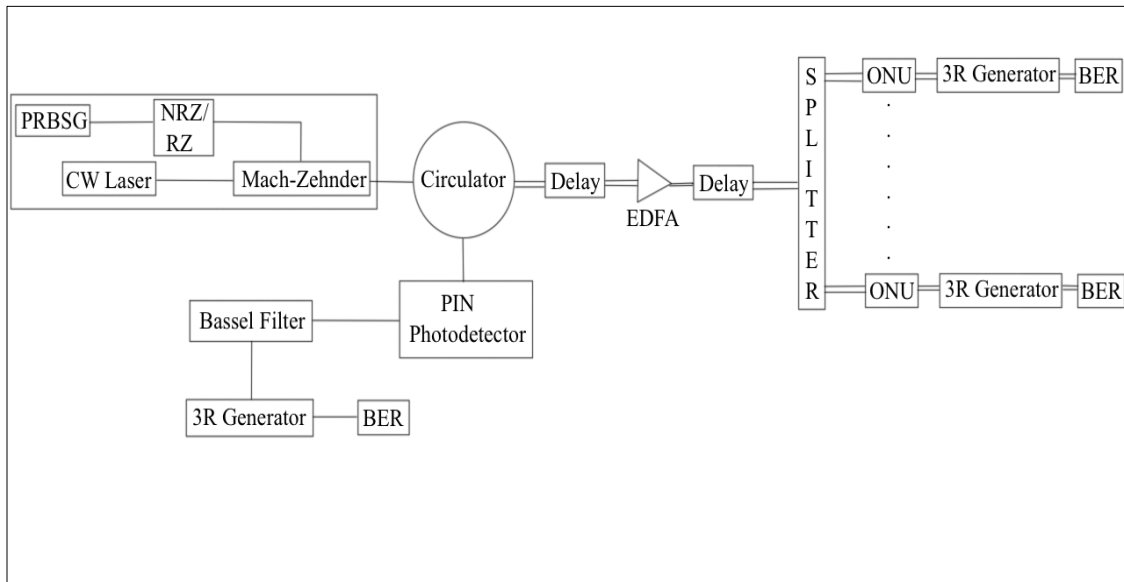 PRBSG
NRZ/
RZ
CW Laser
Mach-Zehnder
Circulator
Delay
EDFA
Delay
S
P
L
I
T
T
E
R
ONU
3R Generator
BER
ONU
3R Generator
BER
PIN
Photodetector
Bassel Filter
3R Generator
BER